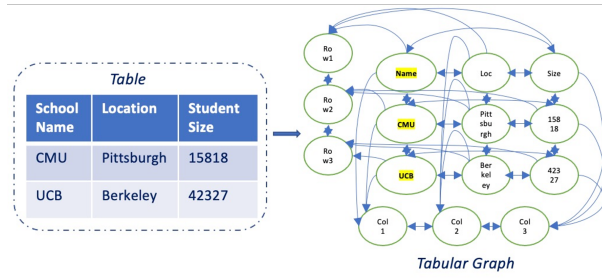 Table
School Name
Location
Student Size
CMU
Pittsburgh
15818
UCB
Berkeley
42327
Ro
w1
Name
Loc
Size
Ro
w2
CMU
Pitt
sbu
rgh
158
18
Ro
w3
UCB
Ber
kel
ey
423
27
Col
1
Col
2
Col
3
Tabular Graph